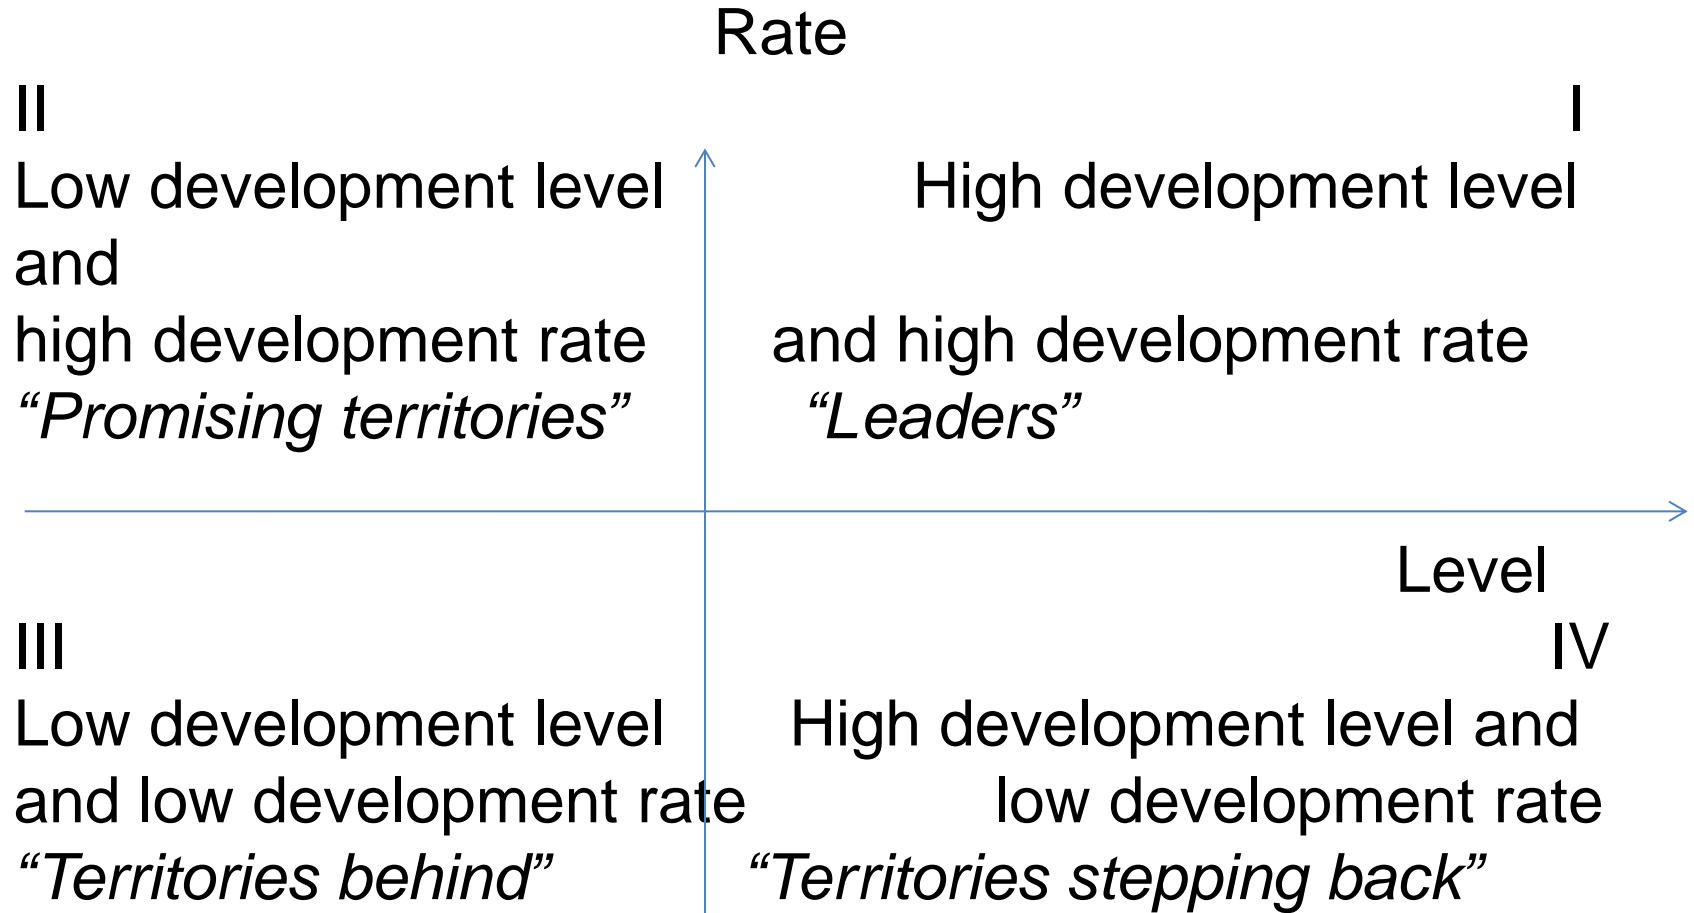 Rate
II I
Low development level High development level
and
high development rate and high development rate
“Promising territories” “Leaders”
Level
III IV
Low development level High development level and
and low development rate low development rate
“Territories behind” “Territories stepping back”